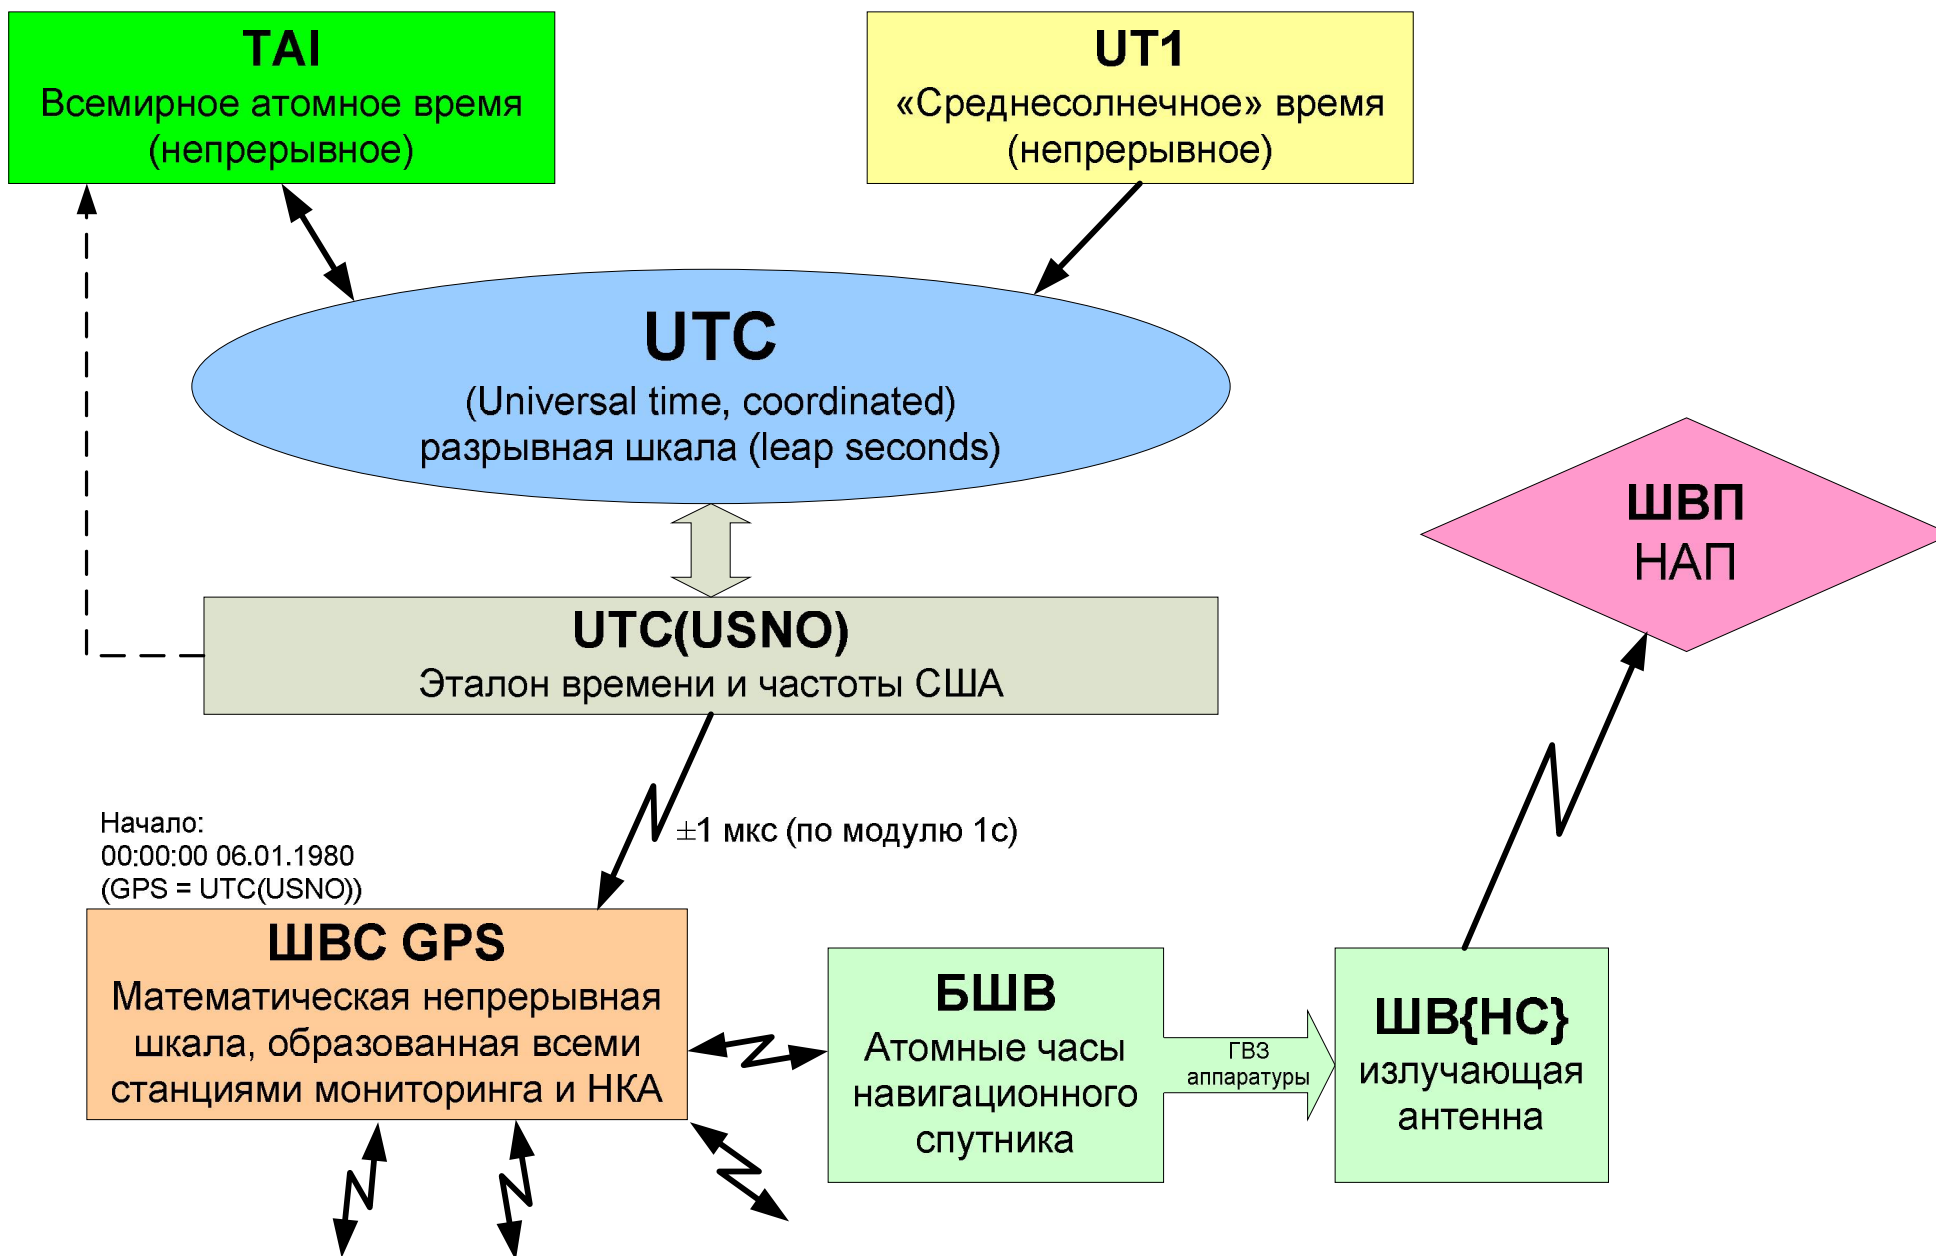 TAI
Всемирное атомное время
(непрерывное)
UT1
«Среднесолнечное» время
(непрерывное)
UTC
(Universal time, coordinated)
разрывная шкала (leap seconds)
ШВП
НАП
UTC(USNO)
Эталон времени и частоты США
±1 мкс (по модулю 1с)
Начало:
00:00:00 06.01.1980
(GPS = UTC(USNO))
ШВС GPS
Математическая непрерывная
шкала, образованная всеми
станциями мониторинга и НКА
БШВ
Атомные часы
навигационного
спутника
ГВЗ
аппаратуры
ШВ{НС}
излучающая
антенна